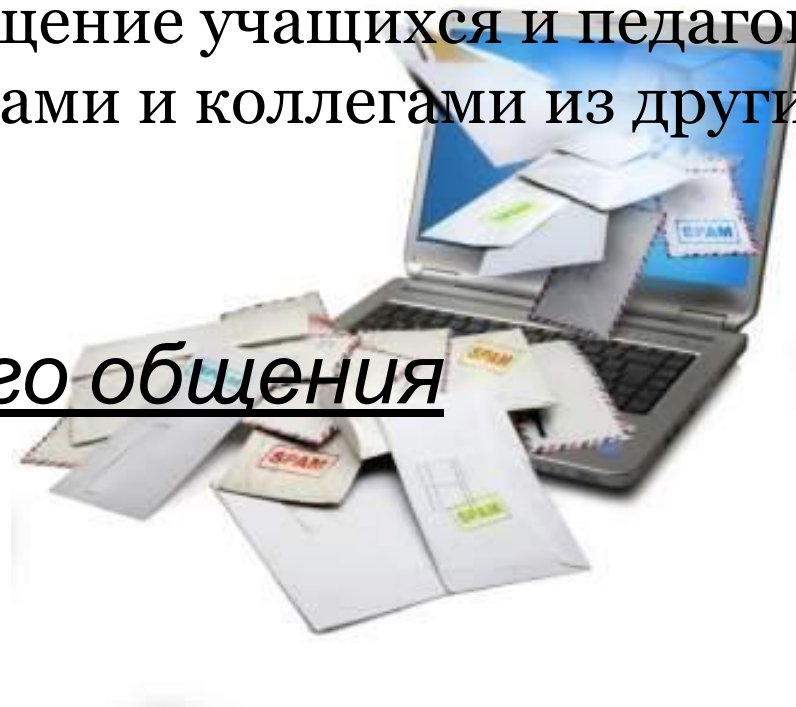 щение учащихся и педагог
ами и коллегами из други
SPAM
SPAM
го общения
SPAM
SPAM